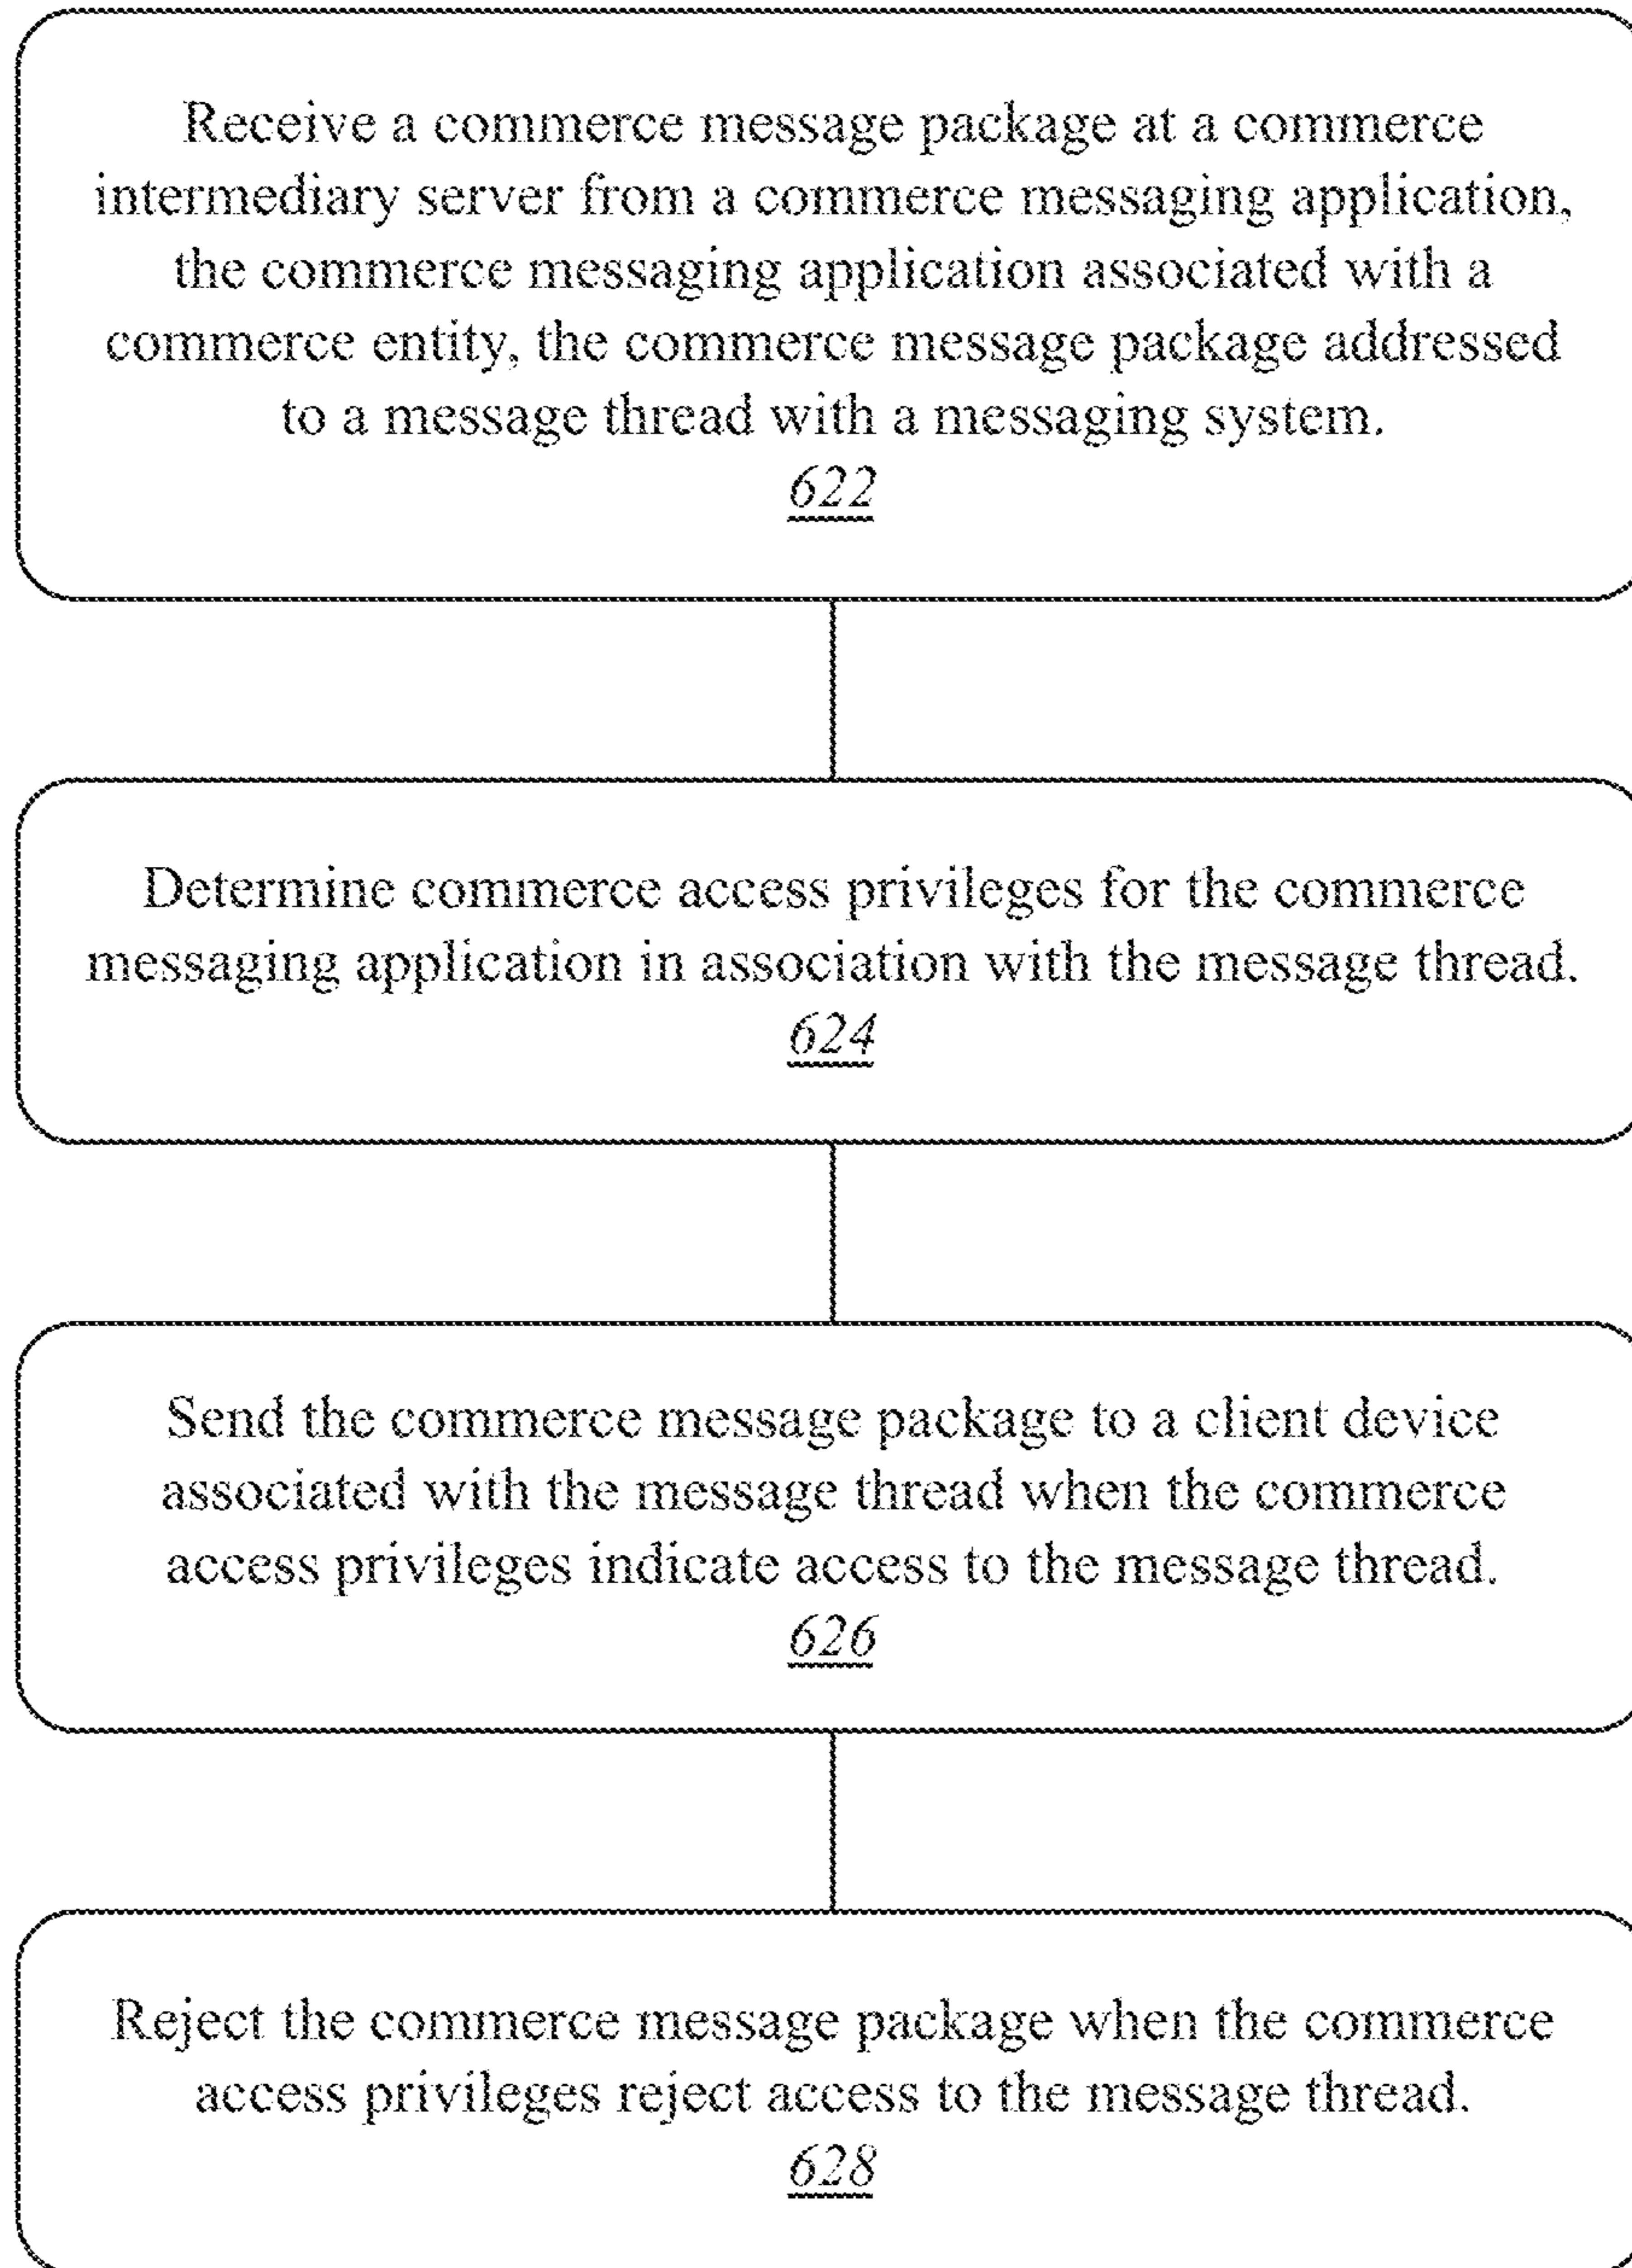 Receive a commerce message package at a commerce
intermediary server from a commerce messaging application,
the commerce messaging application associated with a
commerce entity, the commerce message package addressed
to a message thread with a messaging system.
622
Determine commerce access privileges for the commerce
messaging application in association with the message thread.
624
Send the commerce message package to a client device
associated with the message thread when the commerce
access privileges indicate access to the message thread.
626
Reject the commerce message package when the commerce
access privileges reject access to the message thread.
628